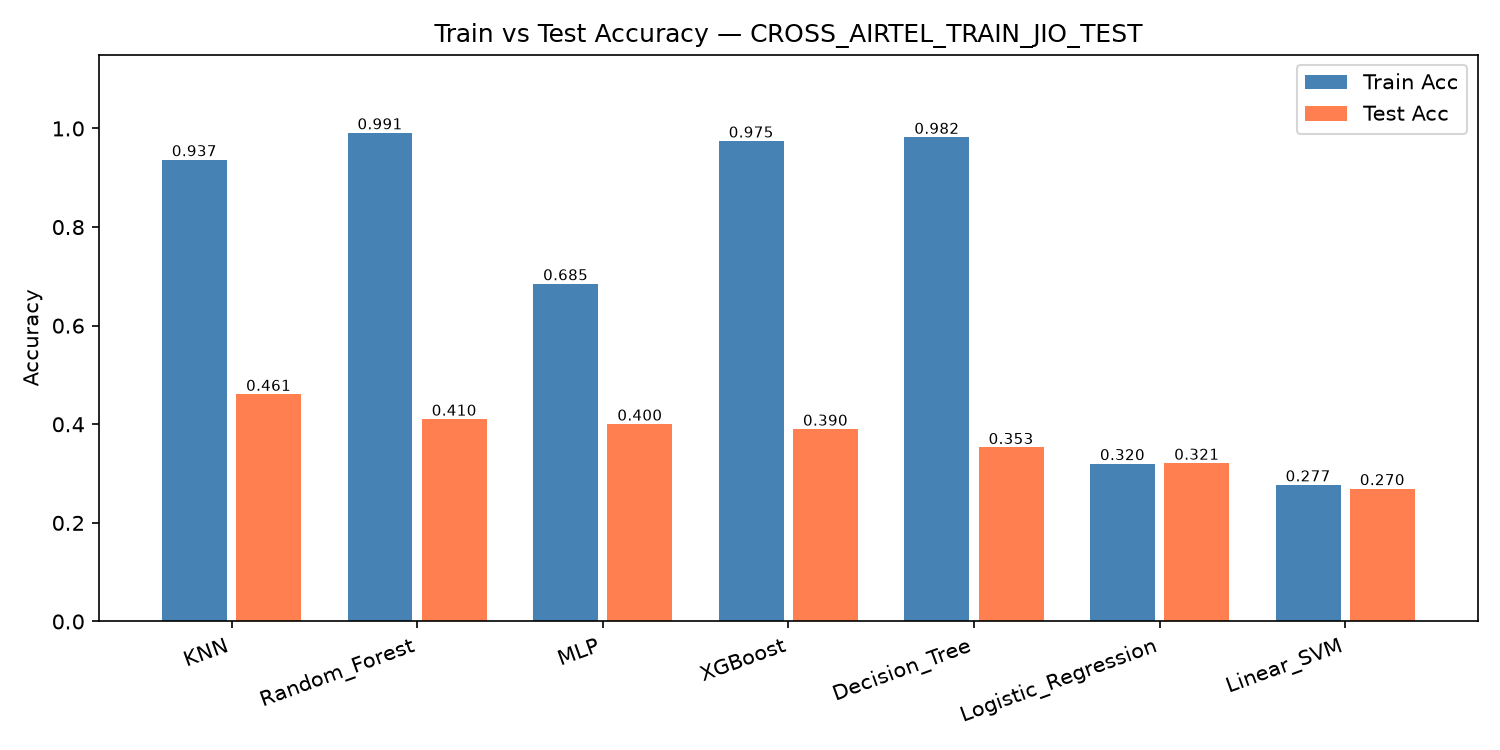 Train vs Test Accuracy — CROSS_AIRTEL_TRAIN_JIO_TEST
Train Acc
Test Acc
Accuracy
1.0
0.8
0.6
0.4
0.2
0.0
0.937
0.461
0.991
0.410
0.685
0.400
0.975
0.390
0.982
0.353
0.320
0.321
0.277
0.270
KNN
Random_Forest
MLP
XGBoost
Decision_Tree
Logistic_Regression
Linear_SVM